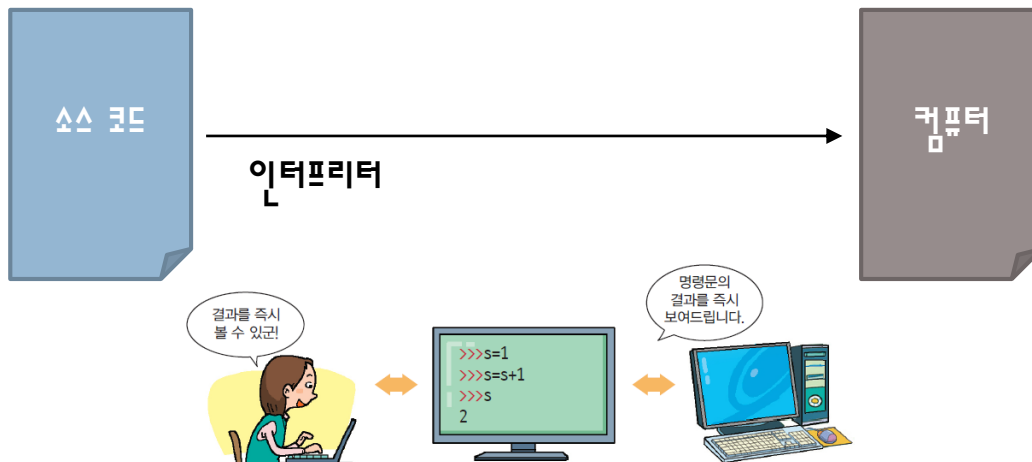 소스 코드
컴퓨터
인터프리터
결과를 즉시
볼 수 있군!
명령문의
결과를 즉시
보여드립니다.
>>>s=1
>>>s=s+1
>>>s
2